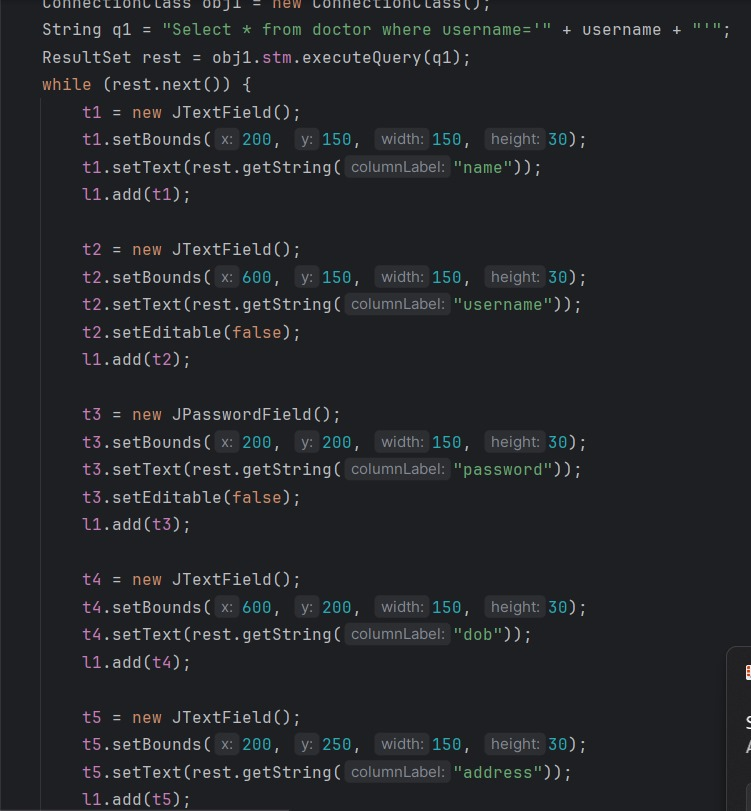 ConnectionClass obj1 = new ConnectionClass();
String q1 = "Select * from doctor where username='" + username + "'";
ResultSet rest = obj1.stm.executeQuery(q1);
while (rest.next()) {
t1 = new JTextField();
t1.setBounds( x: 200, y: 150, width: 150, height: 30);
t1.setText(rest.getString( columnLabel: "name"));
l1.add(t1);
t2 = new JTextField();
t2.setBounds( x: 600, y: 150, width: 150, height: 30);
t2.setText(rest.getString( columnLabel: "username"));
t2.setEditable(false);
l1.add(t2);
t3 = new JPasswordField();
t3.setBounds( x: 200, y: 200, width: 150, height: 30);
t3.setText(rest.getString( columnLabel: "password"));
t3.setEditable(false);
l1.add(t3);
t4 = new JTextField();
t4.setBounds( x: 600, y: 200, width: 150, height: 30);
t4.setText(rest.getString( columnLabel: "dob"));
l1.add(t4);
t5 = new JTextField();
t5.setBounds( x: 200, y: 250, width: 150, height: 30);
t5.setText(rest.getString( columnLabel: "address"));
l1.add(t5);